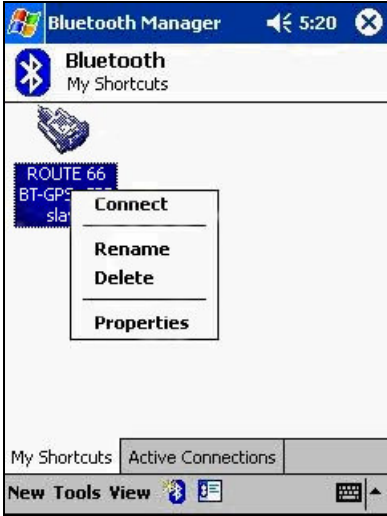 Bluetooth Manager 5:20
Bluetooth
My Shortcuts
ROUTE 66
BT-GPS
Connect
Rename
Delete
Properties
My Shortcuts Active Connections
New Tools View